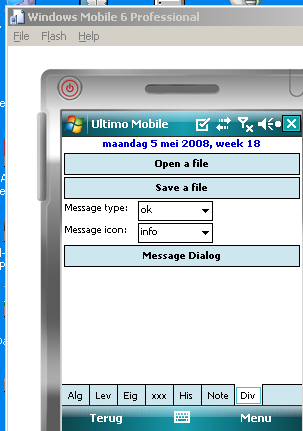 Windows Mobile 6 Professional
File Flash Help
Ultimo Mobile
maandag 5 mei 2008, week 18
Open a file
Save a file
Message type: ok
Message icon: info
Message Dialog
Alg Lev Eig xxx His Note Div
Terug Menu